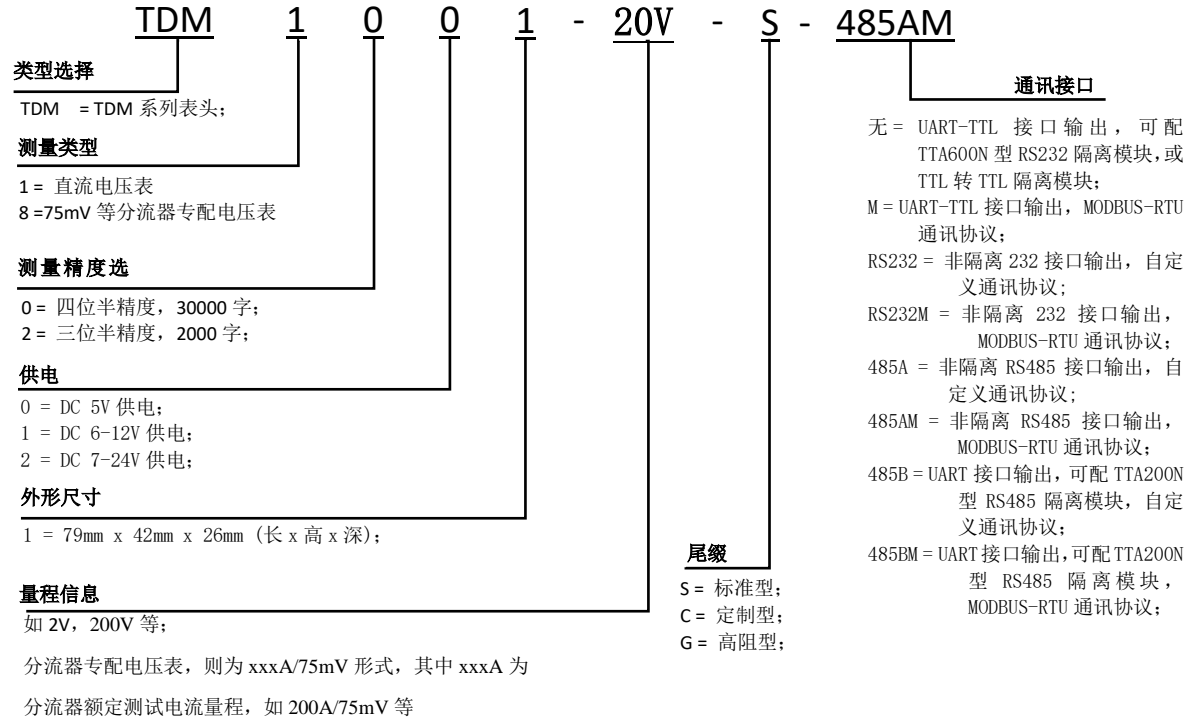 TDM 1 0 0 1 - 20V - S - 485AM
类型选择
TDM = TDM 系列表头；
测量类型
1 = 直流电压表
8 =75mV 等分流器专配电压表
测量精度选
0 = 四位半精度，30000 字；
2 = 三位半精度，2000 字；
供电
0 = DC 5V 供电；
1 = DC 6-12V 供电；
2 = DC 7-24V 供电；
外形尺寸
1 = 79mm x 42mm x 26mm (长 x 高 x 深)；
量程信息
如 2V，200V 等；
分流器专配电压表，则为 xxxA/75mV 形式，其中 xxxA 为
分流器额定测试电流量程，如 200A/75mV 等
尾缀
S = 标准型；
C = 定制型；
G = 高阻型；
通讯接口
无 = UART-TTL 接口输出，可配
TTA600N 型 RS232 隔离模块，或
TTL 转 TTL 隔离模块；
M = UART-TTL 接口输出，MODBUS-RTU
通讯协议；
RS232 = 非隔离 232 接口输出，自定
义通讯协议；
RS232M = 非隔离 232 接口输出，
MODBUS-RTU 通讯协议；
485A = 非隔离 RS485 接口输出，自
定义通讯协议；
485AM = 非隔离 RS485 接口输出，
MODBUS-RTU 通讯协议；
485B = UART 接口输出，可配 TTA200N
型 RS485 隔离模块，自定
义通讯协议；
485BM = UART 接口输出，可配 TTA200N
型 RS485 隔离模块，
MODBUS-RTU 通讯协议；